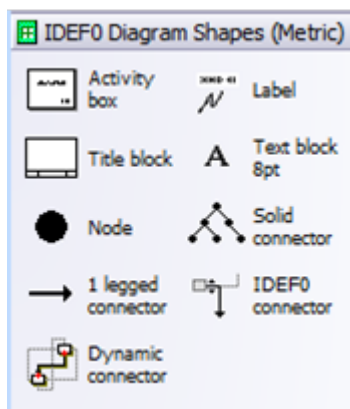 IDEF0 Diagram Shapes (Metric)
Activity
box
Label
Title block
A
Text block
8pt
Node
Solid
connector
1 legged
connector
IDEF0
connector
Dynamic
connector